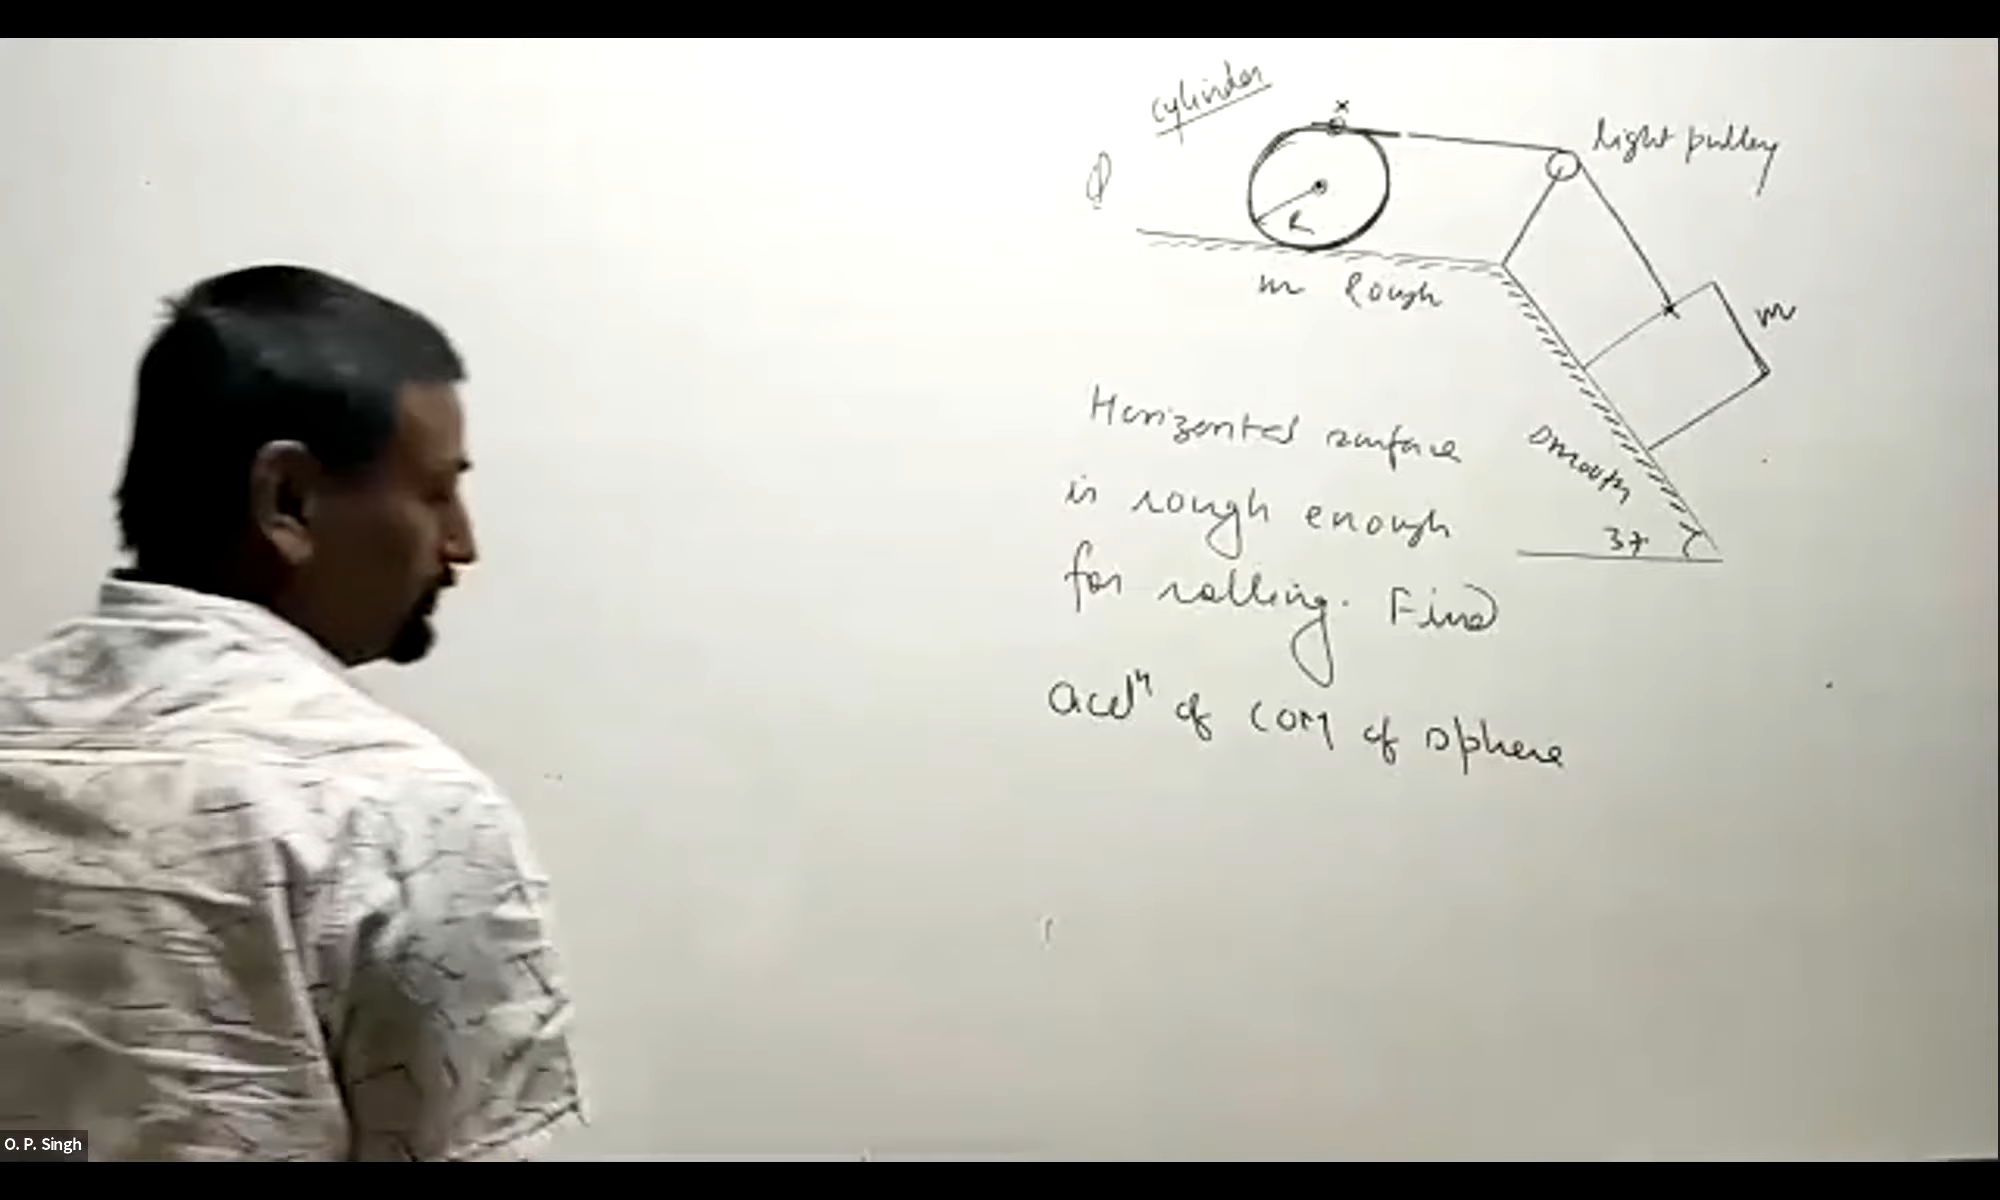 cylinder
x
light pulley
R
m Rough
m
smooth
37
Horizontal surface
is rough enough
for rolling. Find
accln of COM of sphere
O. P. Singh